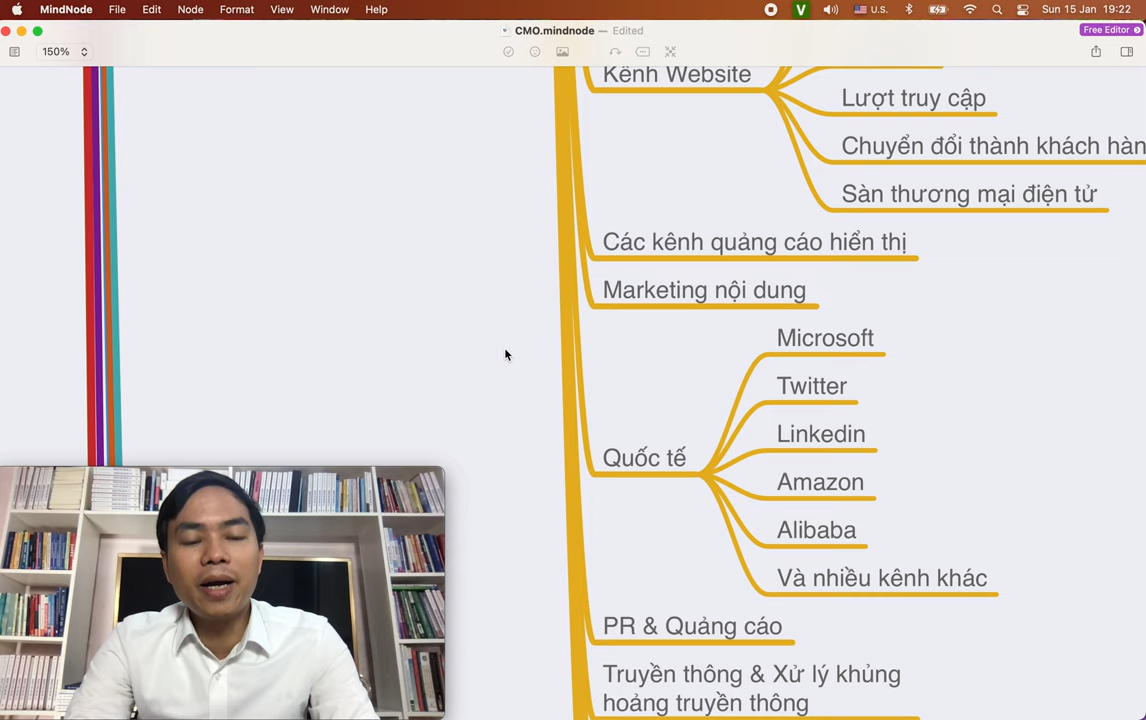 MindNode File Edit Node Format View Window Help V U.S. Sun 15 Jan 19:22
CMO.mindnode — Edited
Free Editor
150%
Kênh Website
Lượt truy cập
Chuyển đổi thành khách hàn
Sàn thương mại điện tử
Các kênh quảng cáo hiển thị
Marketing nội dung
Quốc tế
Microsoft
Twitter
Linkedin
Amazon
Alibaba
Và nhiều kênh khác
PR & Quảng cáo
Truyền thông & Xử lý khủng
hoảng truyền thông